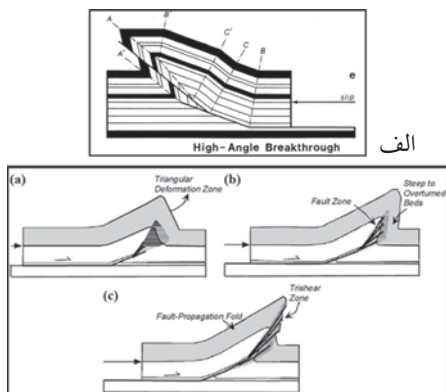 A
B'
C'
C
B
A'
e
slip
High-Angle Breakthrough
الف
(a)
Triangular
Deformation Zone
(b)
Steep to
Overturned
Beds
Fault Zone
(c)
Trishear
Zone
Fault-Propagation Fold